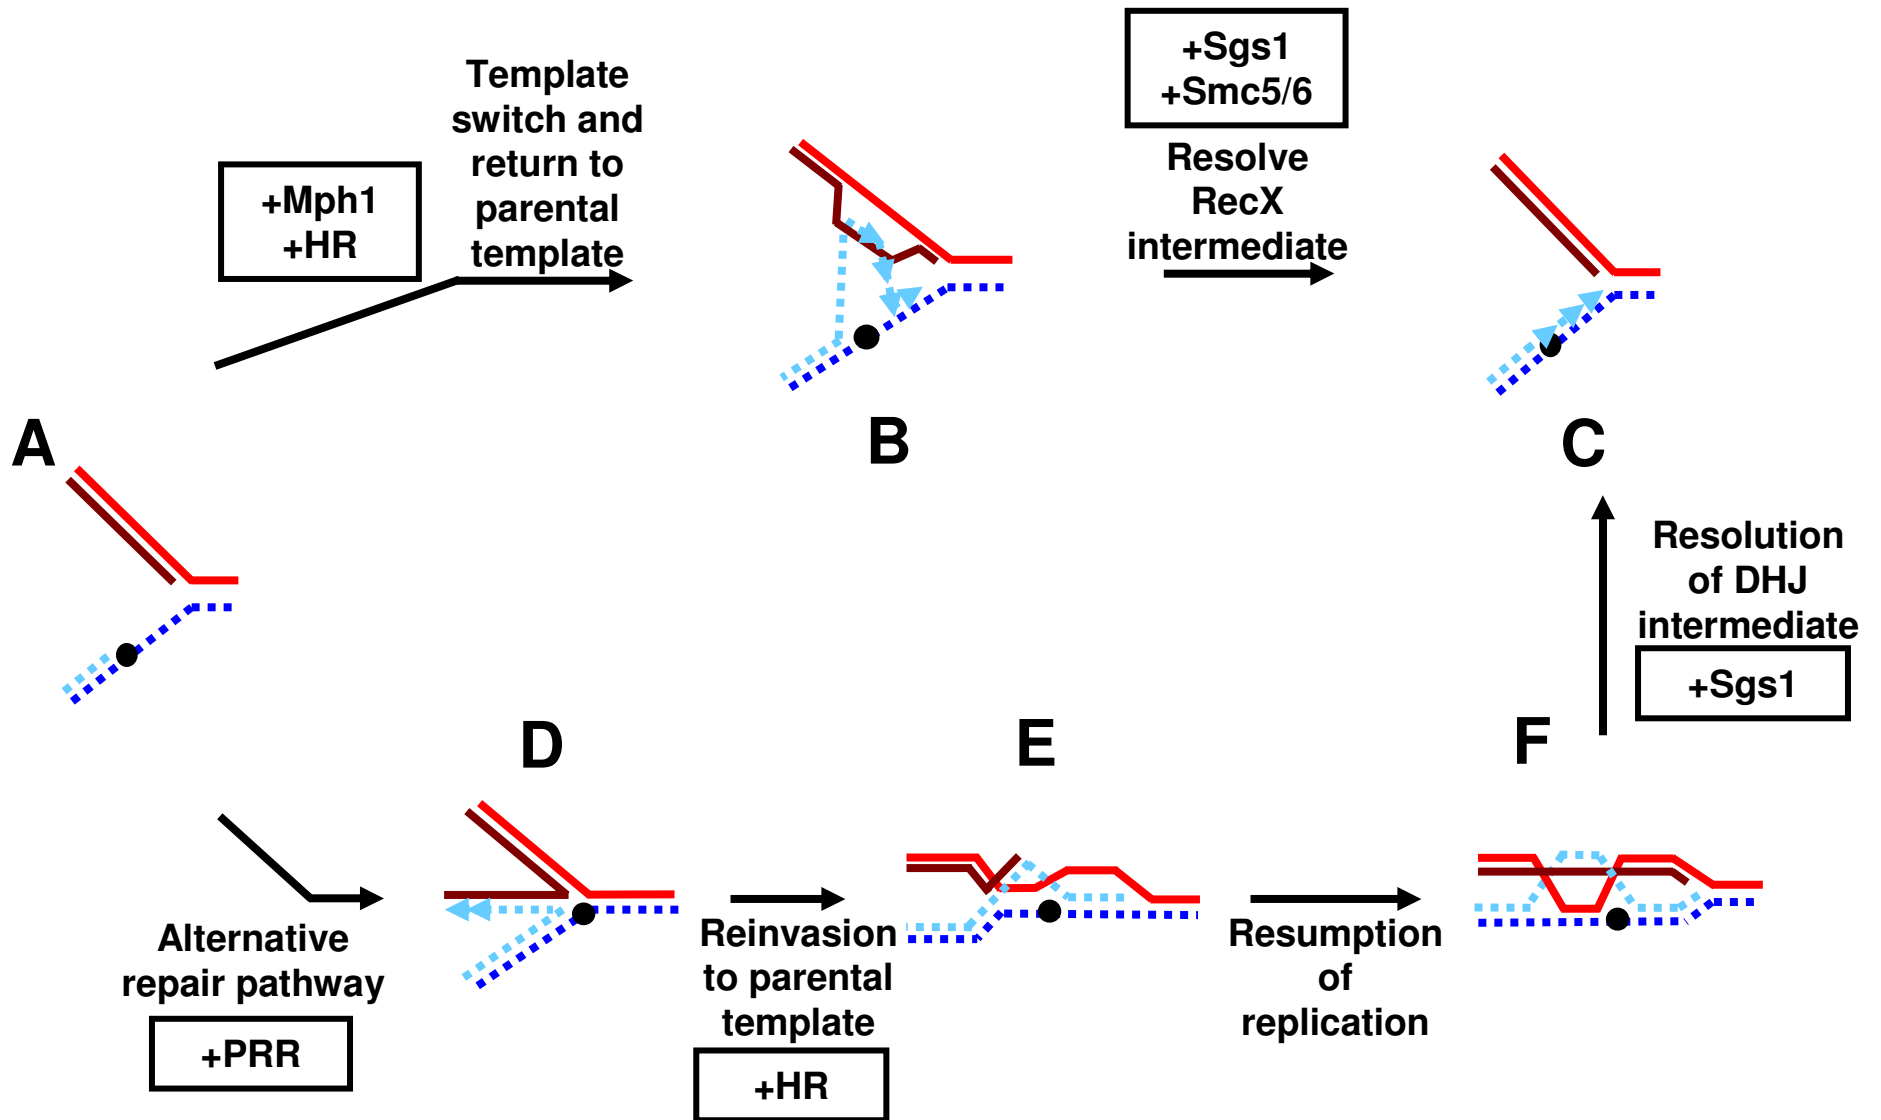 +Mph1
+HR
Template
switch and
return to
parental
template
+Sgs1
+Smc5/6
Resolve
RecX
intermediate
A
B
C
Resolution
of DHJ
intermediate
+Sgs1
D
E
F
Alternative
repair pathway
+PRR
Reinvasion
to parental
template
+HR
Resumption
of
replication